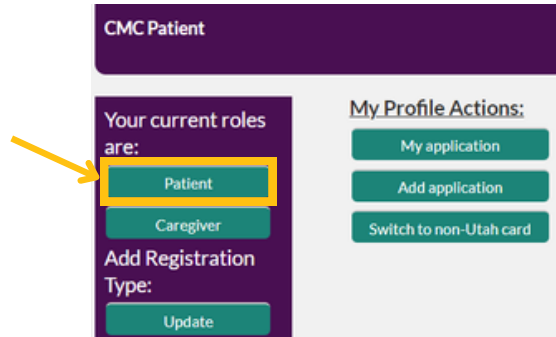 CMC Patient
Your current roles
are:
Patient
Caregiver
Add Registration
Type:
Update
My Profile Actions:
My application
Add application
Switch to non-Utah card